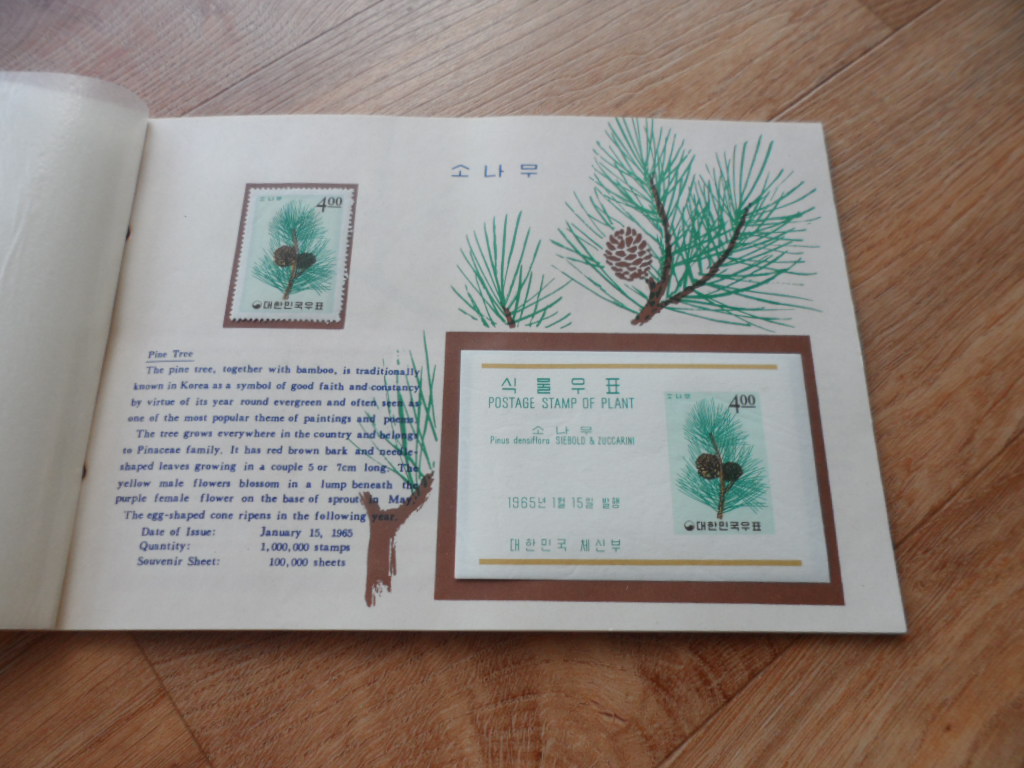 소나무
소나무
4.00
대한민국우표
Pine Tree
The pine tree, together with bamboo, is traditionally
known in Korea as a symbol of good faith and constancy
by virtue of its year round evergreen and often seen as
one of the most popular theme of paintings and poems.
The tree grows everywhere in the country and belongs
to Pinaceae family. It has red brown bark and needle-
shaped leaves growing in a couple 5 or 7cm long. The
yellow male flowers blossom in a lump beneath the
purple female flower on the base of sprout in May.
The egg-shaped cone ripens in the following year.
Date of Issue: January 15, 1965
Quantity: 1,000,000 stamps
Souvenir Sheet: 100,000 sheets
식물우표
POSTAGE STAMP OF PLANT
소나무
Pinus densiflora SIEBOLD & ZUCCARINI
1965년 1월 15일 발행
대한민국 체신부
소나무
4.00
대한민국우표